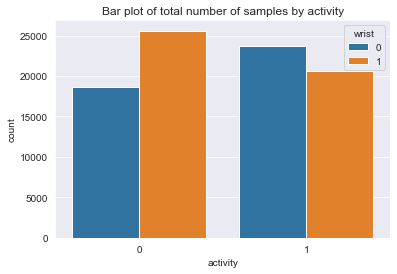 Bar plot of total number of samples by activity
wrist
0
1
25000
20000
15000
10000
5000
0
count
0 1
activity